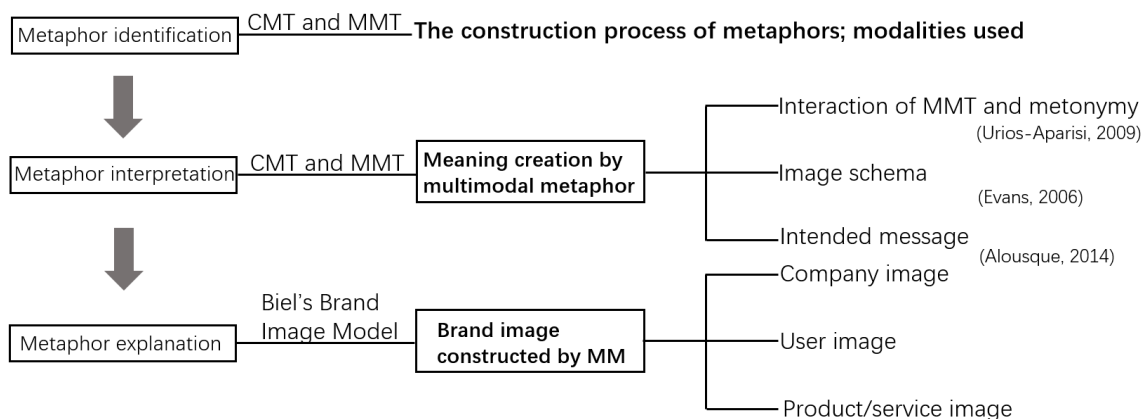 Metaphor identification
CMT and MMT
The construction process of metaphors; modalities used
Metaphor interpretation
CMT and MMT
Meaning creation by
multimodal metaphor
Interaction of MMT and metonymy
(Urios-Aparisi, 2009)
Image schema
(Evans, 2006)
Intended message
(Alousque, 2014)
Metaphor explanation
Biel's Brand
Image Model
Brand image
constructed by MM
Company image
User image
Product/service image